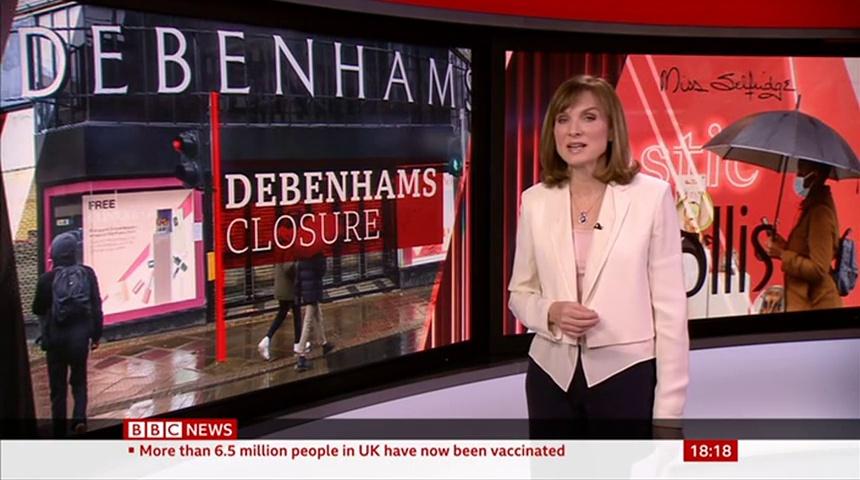 DEBENHAMS
FREE
DEBENHAMS
CLOSURE
Miss Selfridge
BBC NEWS
More than 6.5 million people in UK have now been vaccinated
18:18